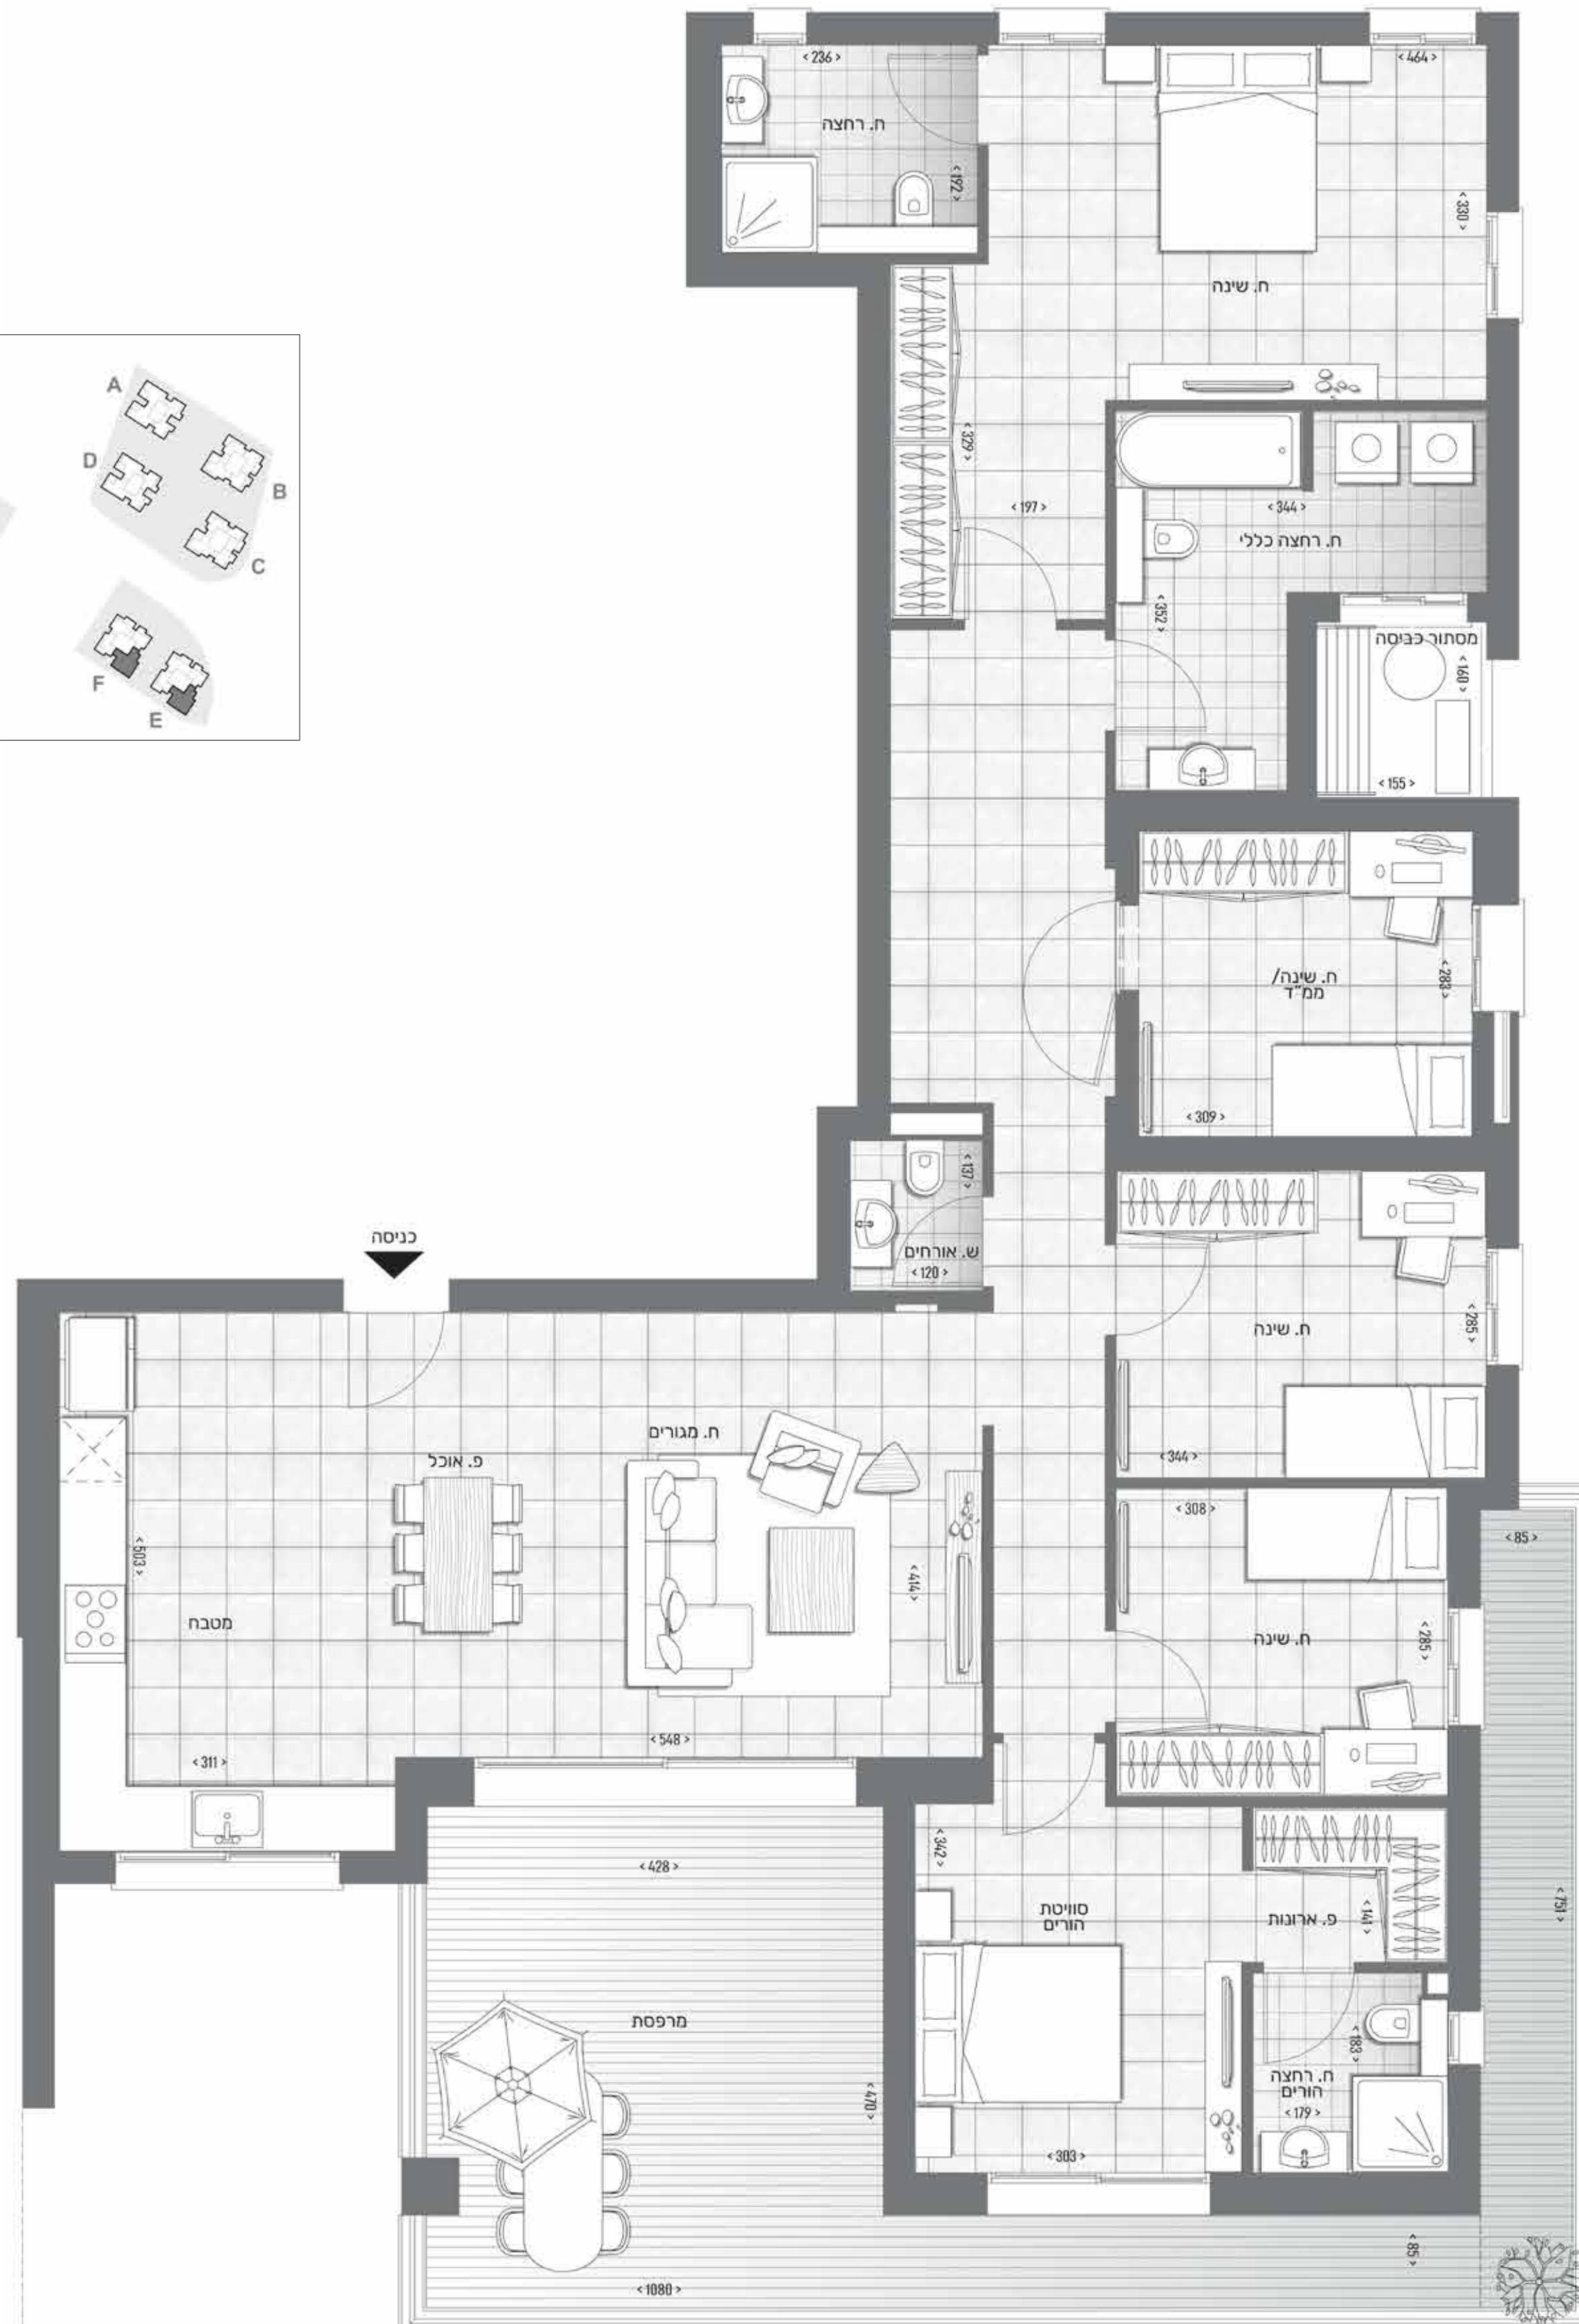 < 236 >
< 464 >
ח. רחצה
< 192 >
< 330 >
ח. שינה
A
D
B
C
F
E
< 329 >
< 197 >
< 344 >
ח. רחצה כללי
< 352 >
מסתור כביסה
< 160 >
< 155 >
ח. שינה/
ממ"ד
< 283 >
< 309 >
< 137 >
ש. אורחים
< 120 >
כניסה
ח. שינה
< 285 >
< 344 >
ח. מגורים
פ. אוכל
< 503 >
< 414 >
מטבח
< 311 >
< 548 >
< 308 >
< 85 >
ח. שינה
< 285 >
< 428 >
< 342 >
סוויטת
הורים
פ. ארונות
< 141 >
< 751 >
מרפסת
< 470 >
< 183 >
ח. רחצה
הורים
< 179 >
< 303 >
< 85 >
< 1080 >